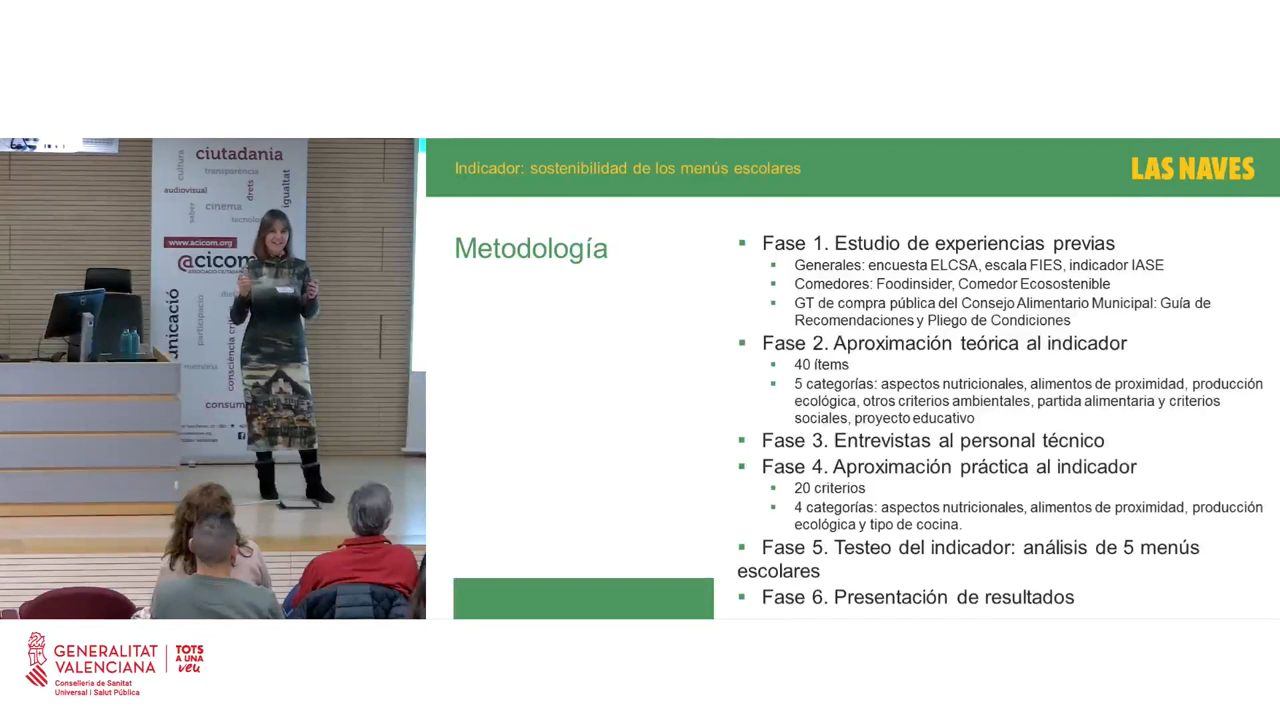 ciutadania
cultura
transparència
audiovisual
drets
igualtat
saber
cinema
www.acicom.org
@acicom
unicació
participació
consciència
memòria
consum
Indicador: sostenibilidad de los menús escolares
LAS NAVES
Metodología
▪ Fase 1. Estudio de experiencias previas
▪ Generales: encuesta ELCSA, escala FIES, indicador IASE
▪ Comedores: Foodinsider, Comedor Ecosostenible
▪ GT de compra pública del Consejo Alimentario Municipal: Guía de
Recomendaciones y Pliego de Condiciones
▪ Fase 2. Aproximación teórica al indicador
▪ 40 ítems
▪ 5 categorías: aspectos nutricionales, alimentos de proximidad, producción
ecológica, otros criterios ambientales, partida alimentaria y criterios
sociales, proyecto educativo
▪ Fase 3. Entrevistas al personal técnico
▪ Fase 4. Aproximación práctica al indicador
▪ 20 criterios
▪ 4 categorías: aspectos nutricionales, alimentos de proximidad, producción
ecológica y tipo de cocina.
▪ Fase 5. Testeo del indicador: análisis de 5 menús
escolares
▪ Fase 6. Presentación de resultados
GENERALITAT
VALENCIANA
Conselleria de Sanitat
Universal i Salut Pública
TOTS
A UNA
veu